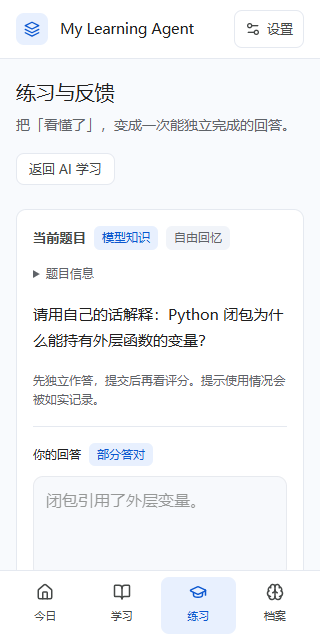 My Learning Agent
设置
练习与反馈
把「看懂了」，变成一次能独立完成的回答。
返回 AI 学习
当前题目
模型知识
自由回忆
题目信息
请用自己的话解释：Python 闭包为什
么能持有外层函数的变量？
先独立作答，提交后再看评分。提示使用情况会
被如实记录。
你的回答
部分答对
闭包引用了外层变量。
今日
学习
练习
档案